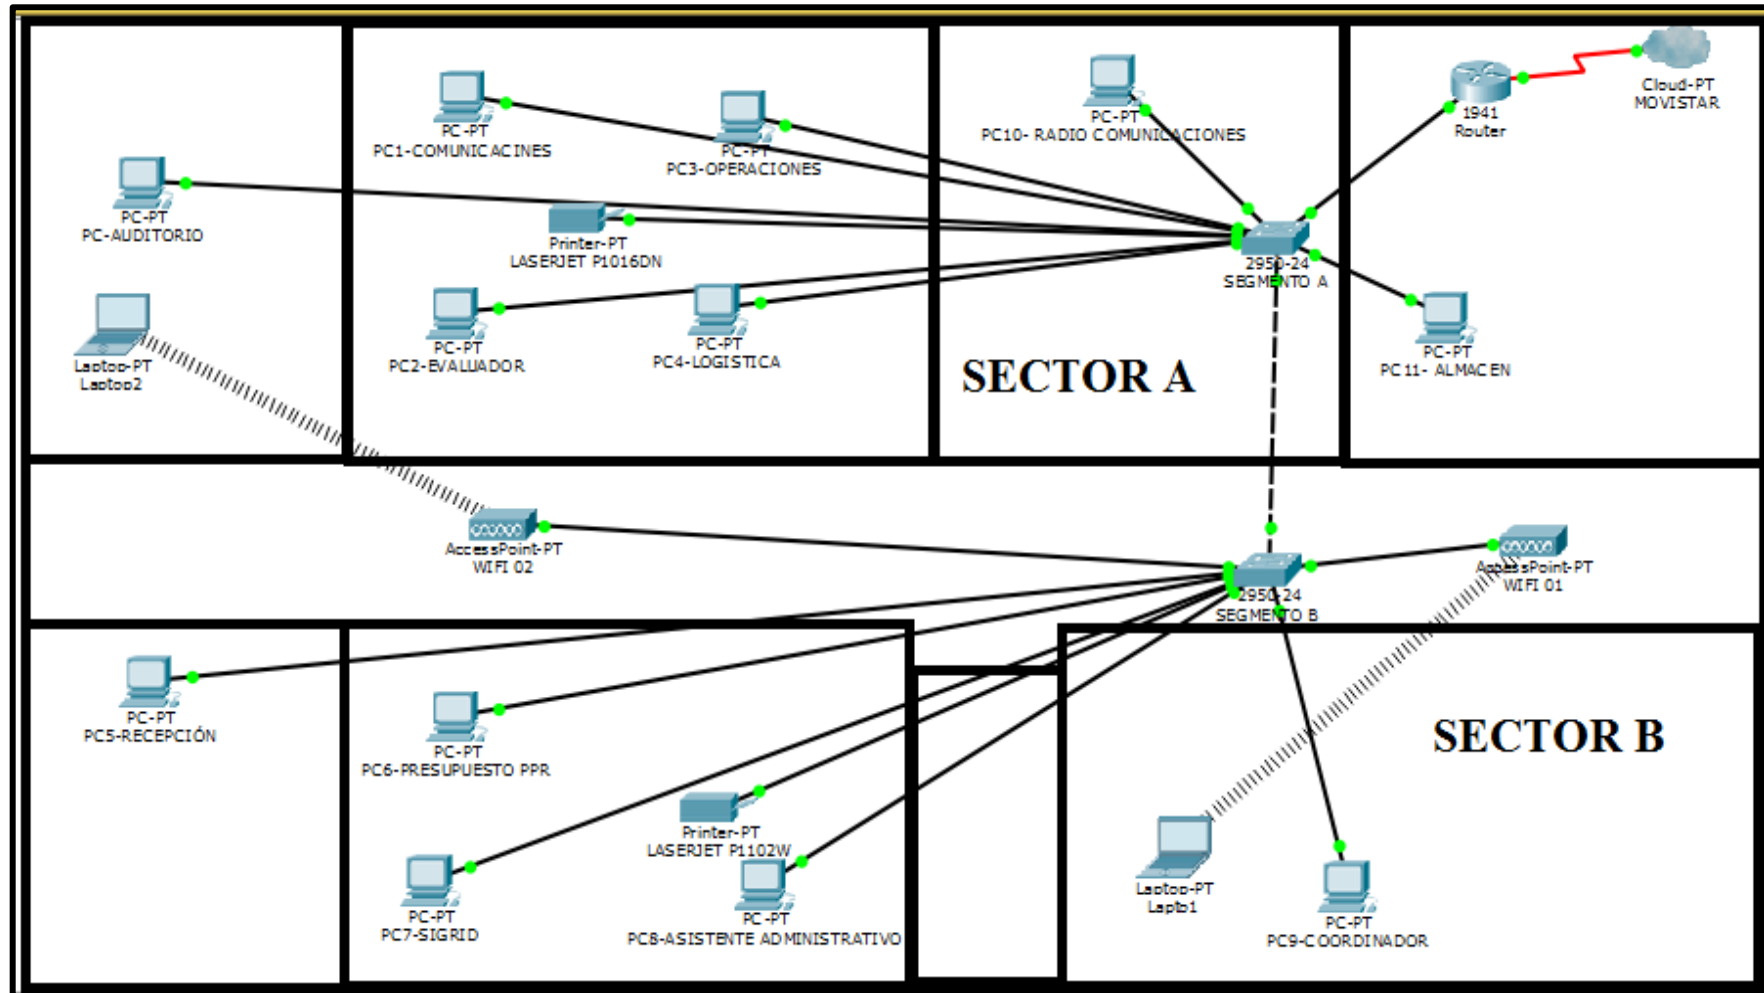 PC-PT
PC1-COMUNICACINES
PC-PT
PC3-OPERACIONES
PC-PT
PC10- RADIO COMUNICACIONES
1941
Router
Cloud-PT
MOVISTAR
PC-PT
PC-AUDITORIO
Printer-PT
LASERJET P1016DN
2950-24
SEGMENTO A
Laptop-PT
Laptop2
PC-PT
PC2-EVALUADOR
PC-PT
PC4-LOGISTICA
SECTOR A
PC-PT
PC11- ALMACEN
AccessPoint-PT
WIFI 02
2950-24
SEGMENTO B
AccessPoint-PT
WIFI 01
PC-PT
PC5-RECEPCIÓN
PC-PT
PC6-PRESUPUESTO PPR
SECTOR B
Printer-PT
LASERJET P1102W
PC-PT
PC7-SIGRID
PC-PT
PC8-ASISTENTE ADMINISTRATIVO
Laptop-PT
Lapto1
PC-PT
PC9-COORDINADOR